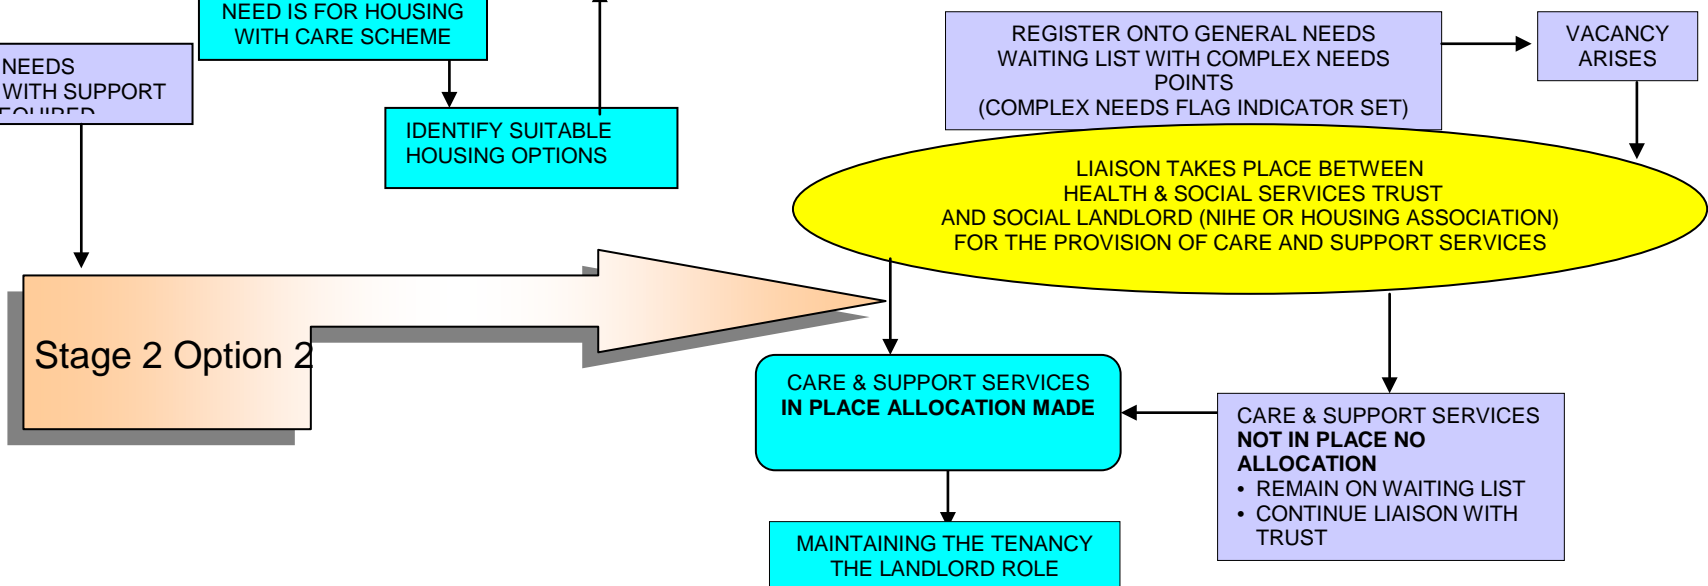 NEED IS FOR HOUSING
WITH CARE SCHEME
NEEDS
WITH SUPPORT
IDENTIFY SUITABLE
HOUSING OPTIONS
REGISTER ONTO GENERAL NEEDS
WAITING LIST WITH COMPLEX NEEDS
POINTS
(COMPLEX NEEDS FLAG INDICATOR SET)
VACANCY
ARISES
LIAISON TAKES PLACE BETWEEN
HEALTH & SOCIAL SERVICES TRUST
AND SOCIAL LANDLORD (NIHE OR HOUSING ASSOCIATION)
FOR THE PROVISION OF CARE AND SUPPORT SERVICES
Stage 2 Option 2
CARE & SUPPORT SERVICES
IN PLACE ALLOCATION MADE
CARE & SUPPORT SERVICES
NOT IN PLACE NO
ALLOCATION
• REMAIN ON WAITING LIST
• CONTINUE LIAISON WITH
TRUST
MAINTAINING THE TENANCY
THE LANDLORD ROLE